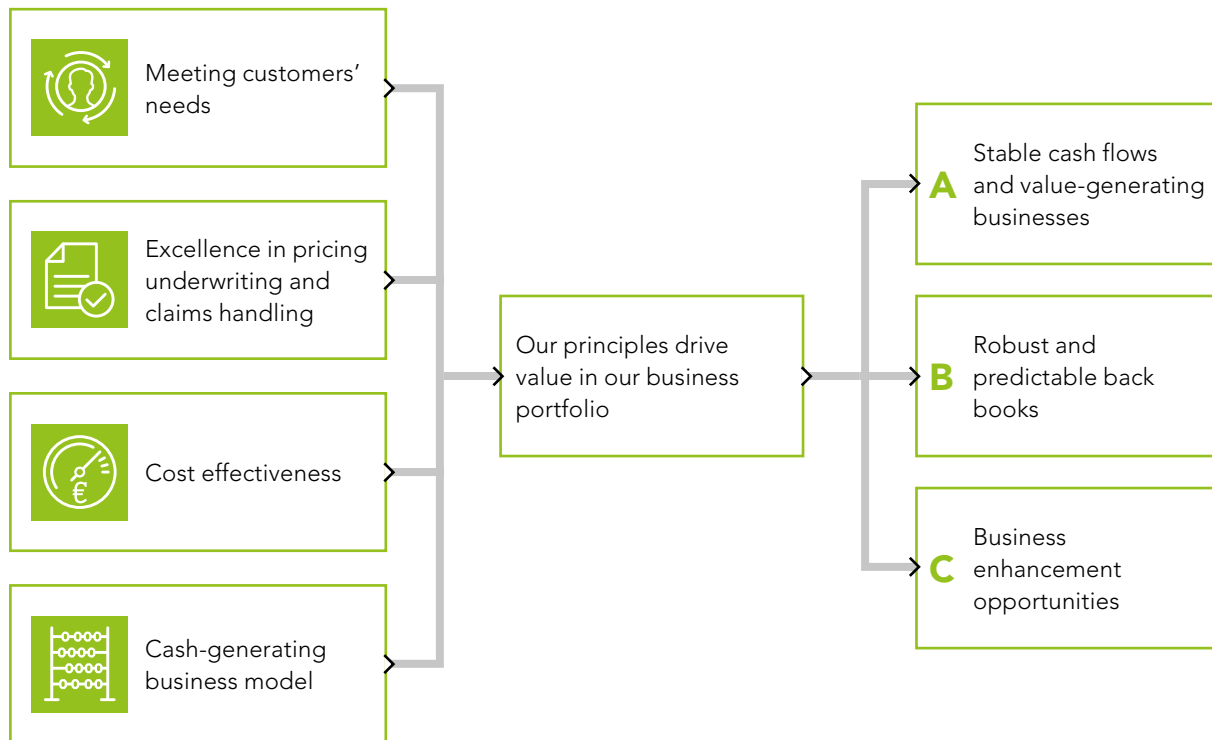 Meeting customers’
needs
Excellence in pricing
underwriting and
claims handling
€
Cost effectiveness
Cash-generating
business model
Our principles drive
value in our business
portfolio
A
Stable cash flows
and value-generating
businesses
B
Robust and
predictable back
books
C
Business
enhancement
opportunities